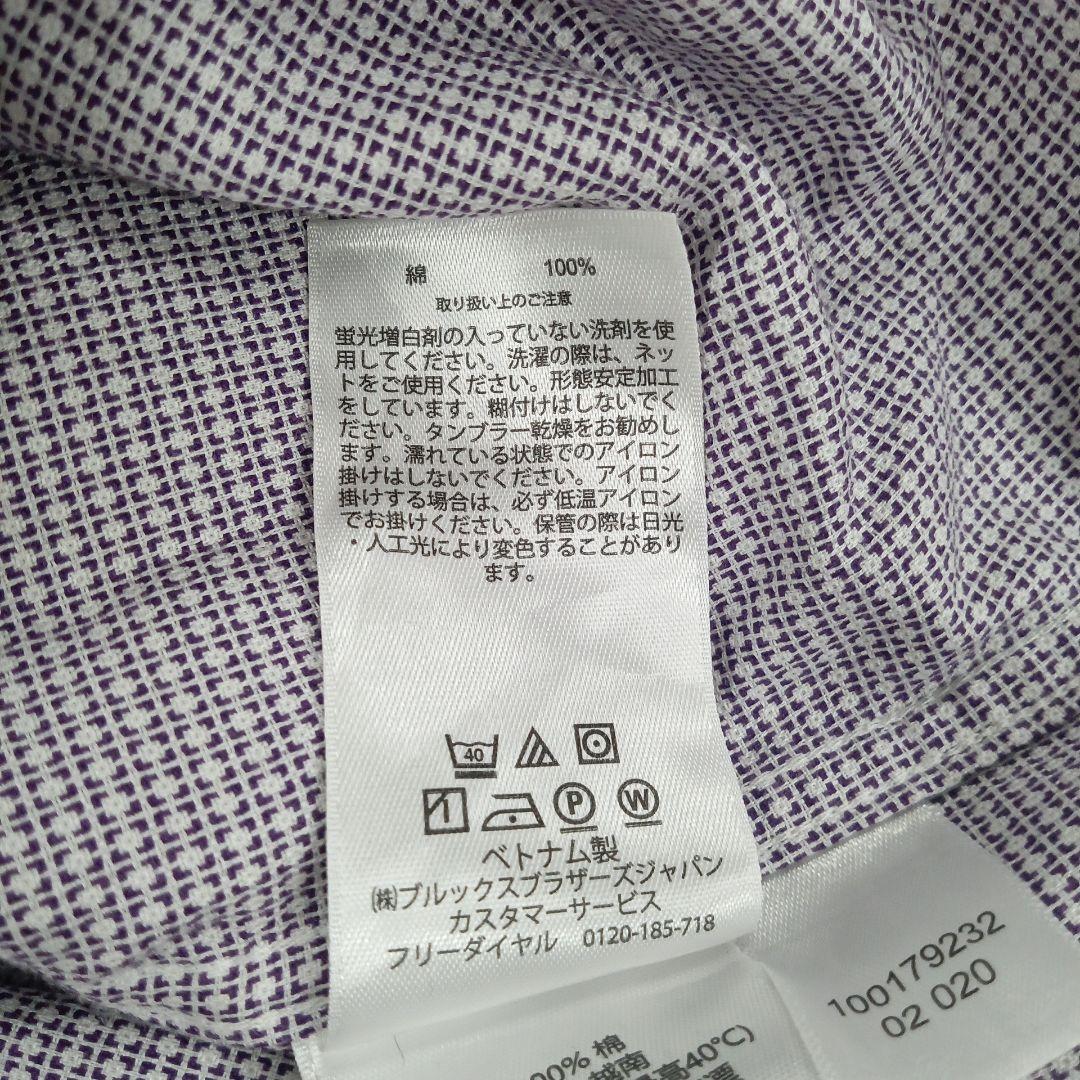 綿 100%
取り扱い上のご注意
蛍光増白剤の入っていない洗剤を使
用してください。洗濯の際は、ネッ
トをご使用ください。形態安定加工
をしています。糊付けはしないでく
ださい。タンブラー乾燥をお勧めし
ます。濡れている状態でのアイロン
掛けはしないでください。アイロン
掛けする場合は、必ず低温アイロン
でお掛けください。保管の際は日光
・人工光により変色することがあり
ます。
40
P W
ベトナム製
㈱ブルックスブラザーズジャパン
カスタマーサービス
フリーダイヤル 0120-185-718
100179232
02 020
00% 棉
越南
高40℃)